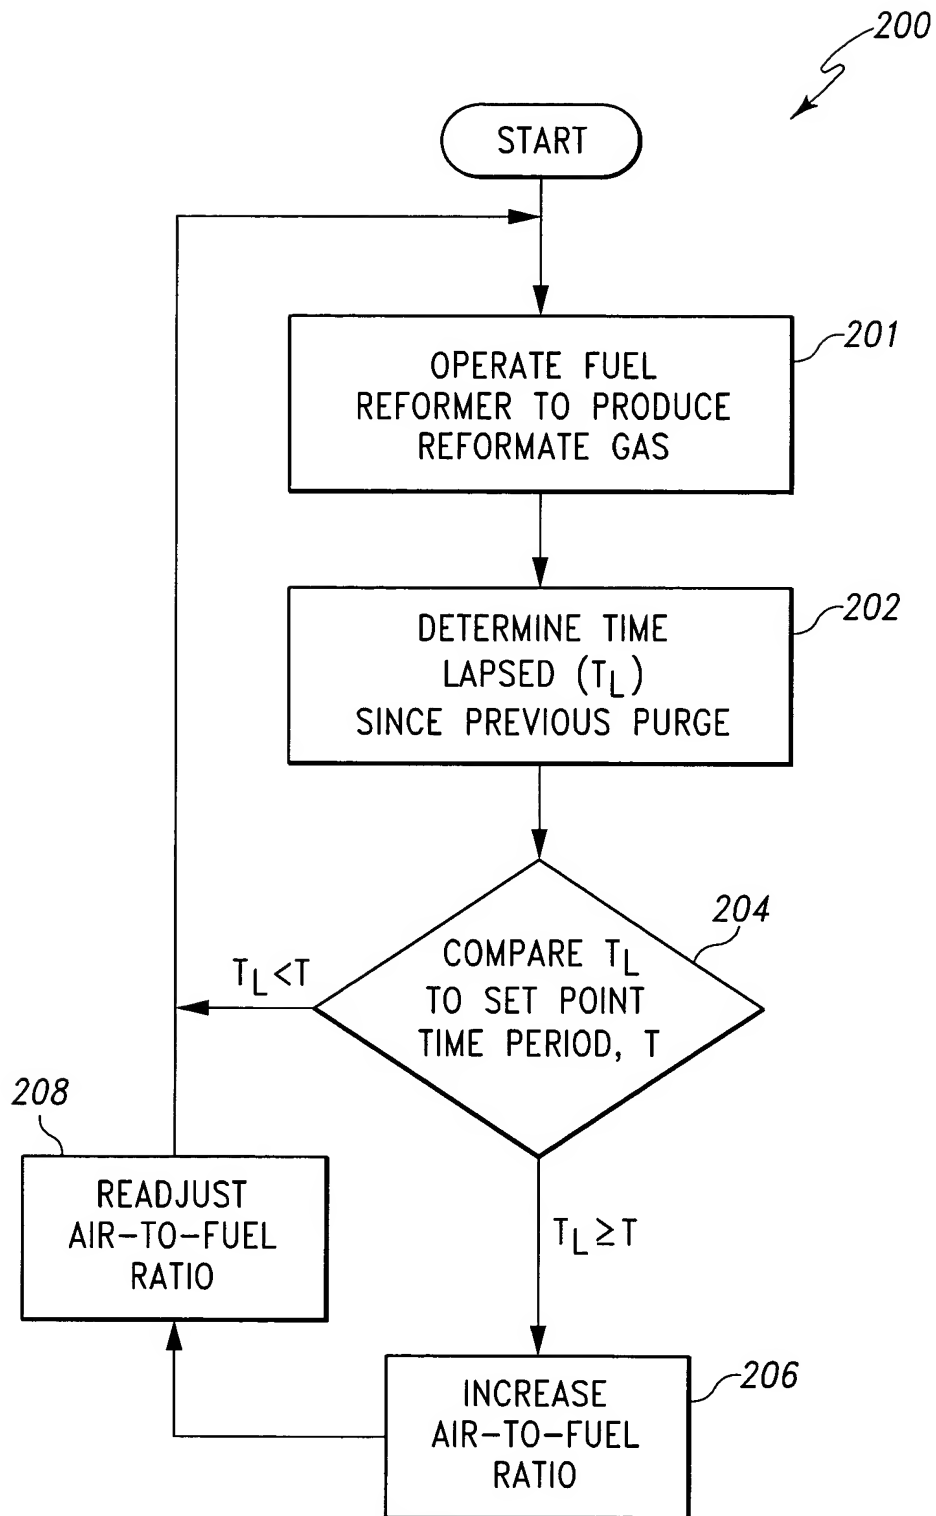 200
START
201
OPERATE FUEL
REFORMER TO PRODUCE
REFORMATE GAS
202
DETERMINE TIME
LAPSED (TL)
SINCE PREVIOUS PURGE
204
COMPARE TL
TO SET POINT
TIME PERIOD, T
TL<T
208
READJUST
AIR-TO-FUEL
RATIO
TL≥T
206
INCREASE
AIR-TO-FUEL
RATIO